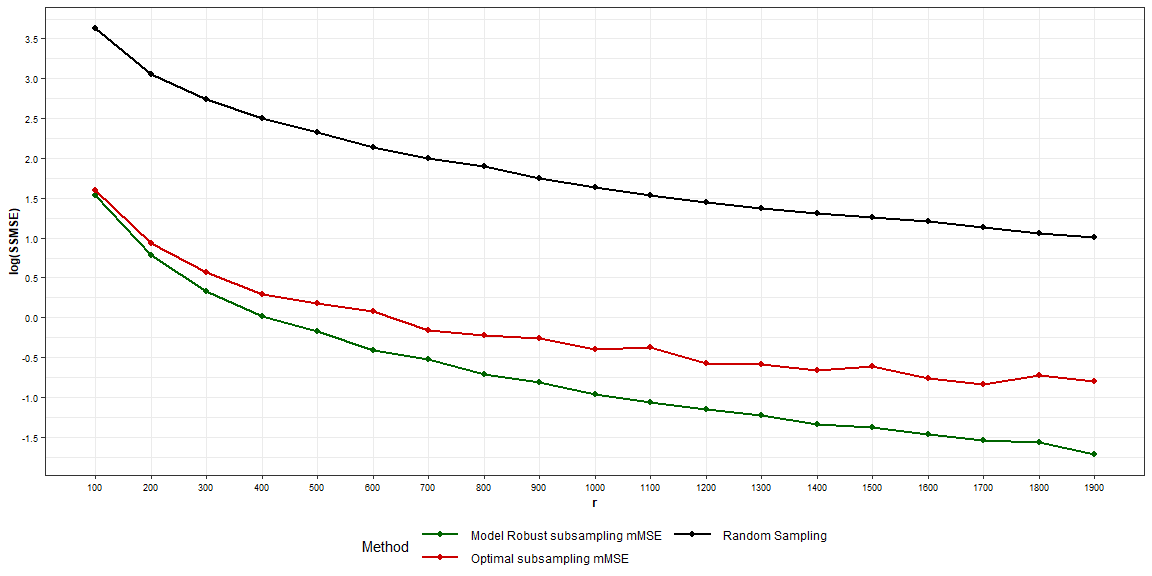 log(SSMSE)
3.5
3.0
2.5
2.0
1.5
1.0
0.5
0.0
-0.5
-1.0
-1.5
100 200 300 400 500 600 700 800 900 1000 1100 1200 1300 1400 1500 1600 1700 1800 1900
r
Method
Model Robust subsampling mMSE Random Sampling
Optimal subsampling mMSE